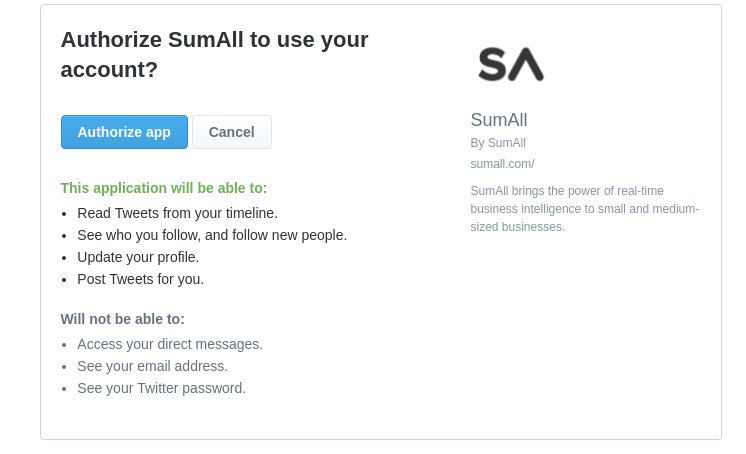 Authorize SumAll to use your
account?
Authorize app
Cancel
This application will be able to:
• Read Tweets from your timeline.
• See who you follow, and follow new people.
• Update your profile.
• Post Tweets for you.
Will not be able to:
• Access your direct messages.
• See your email address.
• See your Twitter password.
SA
SumAll
By SumAll
sumall.com/
SumAll brings the power of real-time
business intelligence to small and medium-
sized businesses.